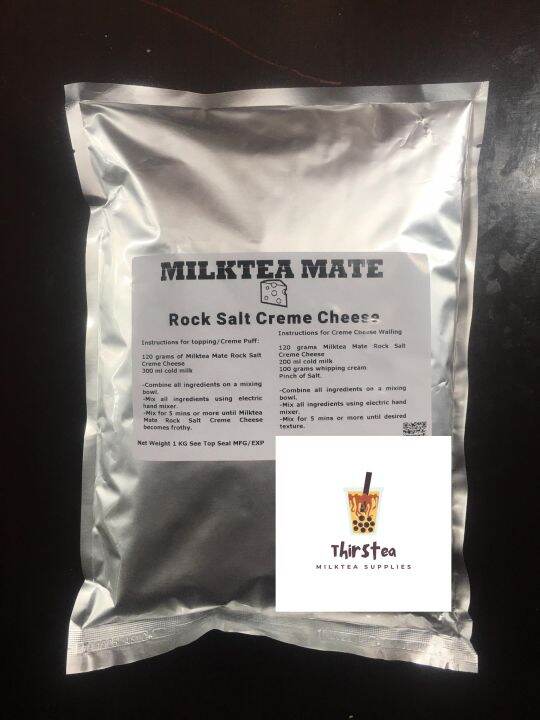 MILKTEA MATE
Rock Salt Creme Cheese
Instructions for topping/Creme Puff:
120 grams of Milktea Mate Rock Salt
Creme Cheese
300 ml cold milk
-Combine all ingredients on a mixing
bowl.
-Mix all ingredients using electric
hand mixer.
-Mix for 5 mins or more until Milktea
Mate Rock Salt Creme Cheese
becomes frothy.
Instructions for Creme Cheese Walling
120 grams Milktea Mate Rock Salt
Creme Cheese
200 ml cold milk
100 grams whipping cream
Pinch of Salt
-Combine all ingredients on a mixing
bowl.
-Mix all ingredients using electric hand
mixer.
-Mix for 5 mins or more until desired
texture.
Net Weight 1 KG See Top Seal MFG/EXP
Thirstea
MILKTEA SUPPLIES